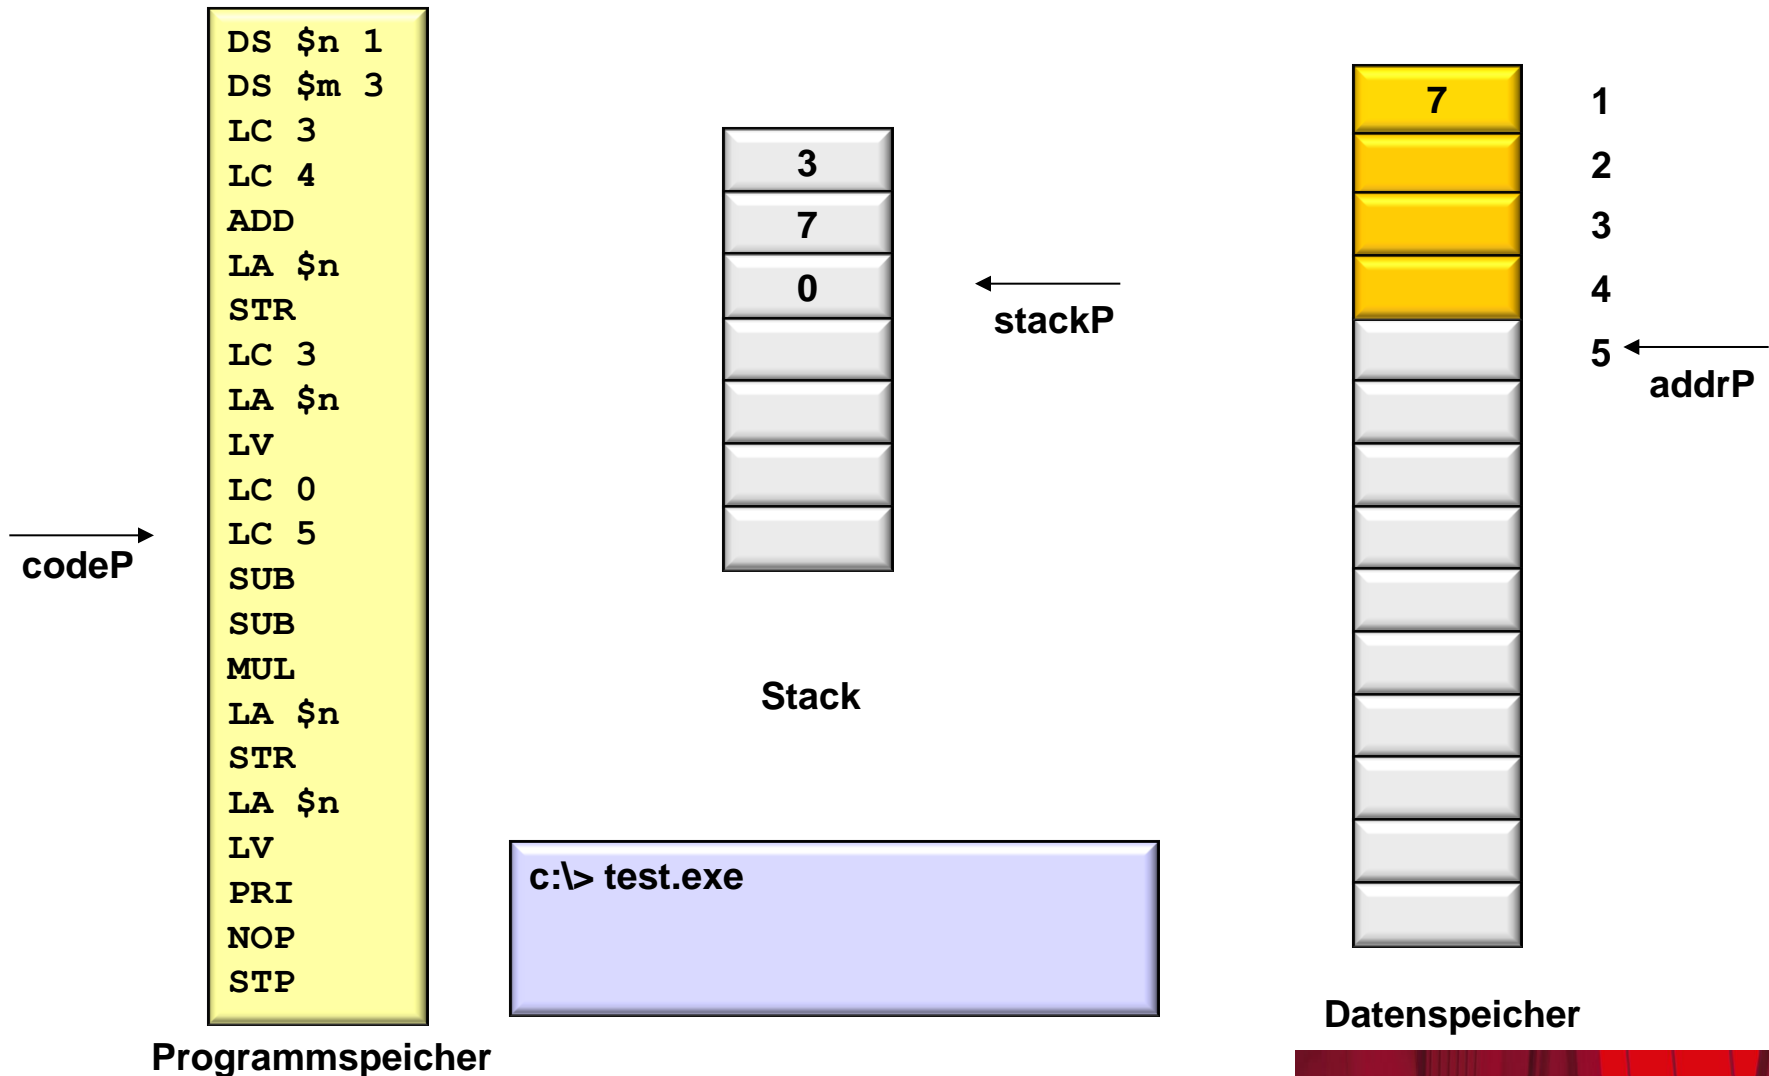 DS $n 1
DS $m 3
LC 3
LC 4
ADD
LA $n
STR
LC 3
LA $n
LV
LC 0
LC 5
SUB
SUB
MUL
LA $n
STR
LA $n
LV
PRI
NOP
STP
Programmspeicher
codeP
3
7
0
stackP
Stack
c:\> test.exe
7
1
2
3
4
5
addrP
Datenspeicher